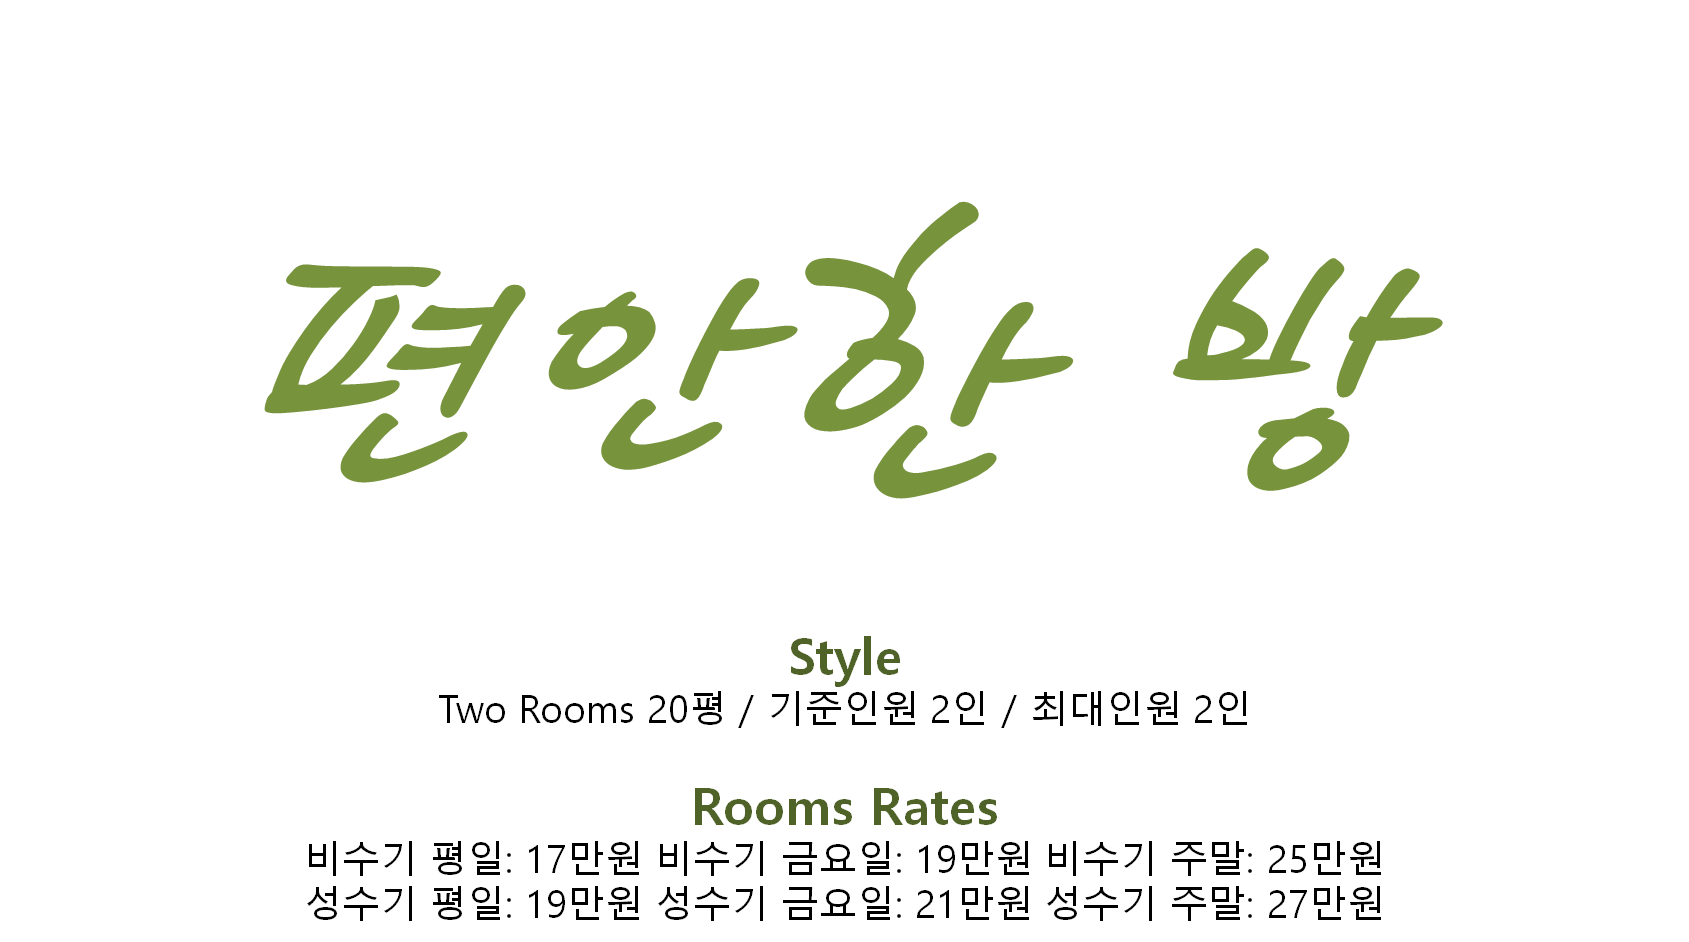 편안한 방
Style
Two Rooms 20평 / 기준인원 2인 / 최대인원 2인
Rooms Rates
비수기 평일: 17만원 비수기 금요일: 19만원 비수기 주말: 25만원
성수기 평일: 19만원 성수기 금요일: 21만원 성수기 주말: 27만원